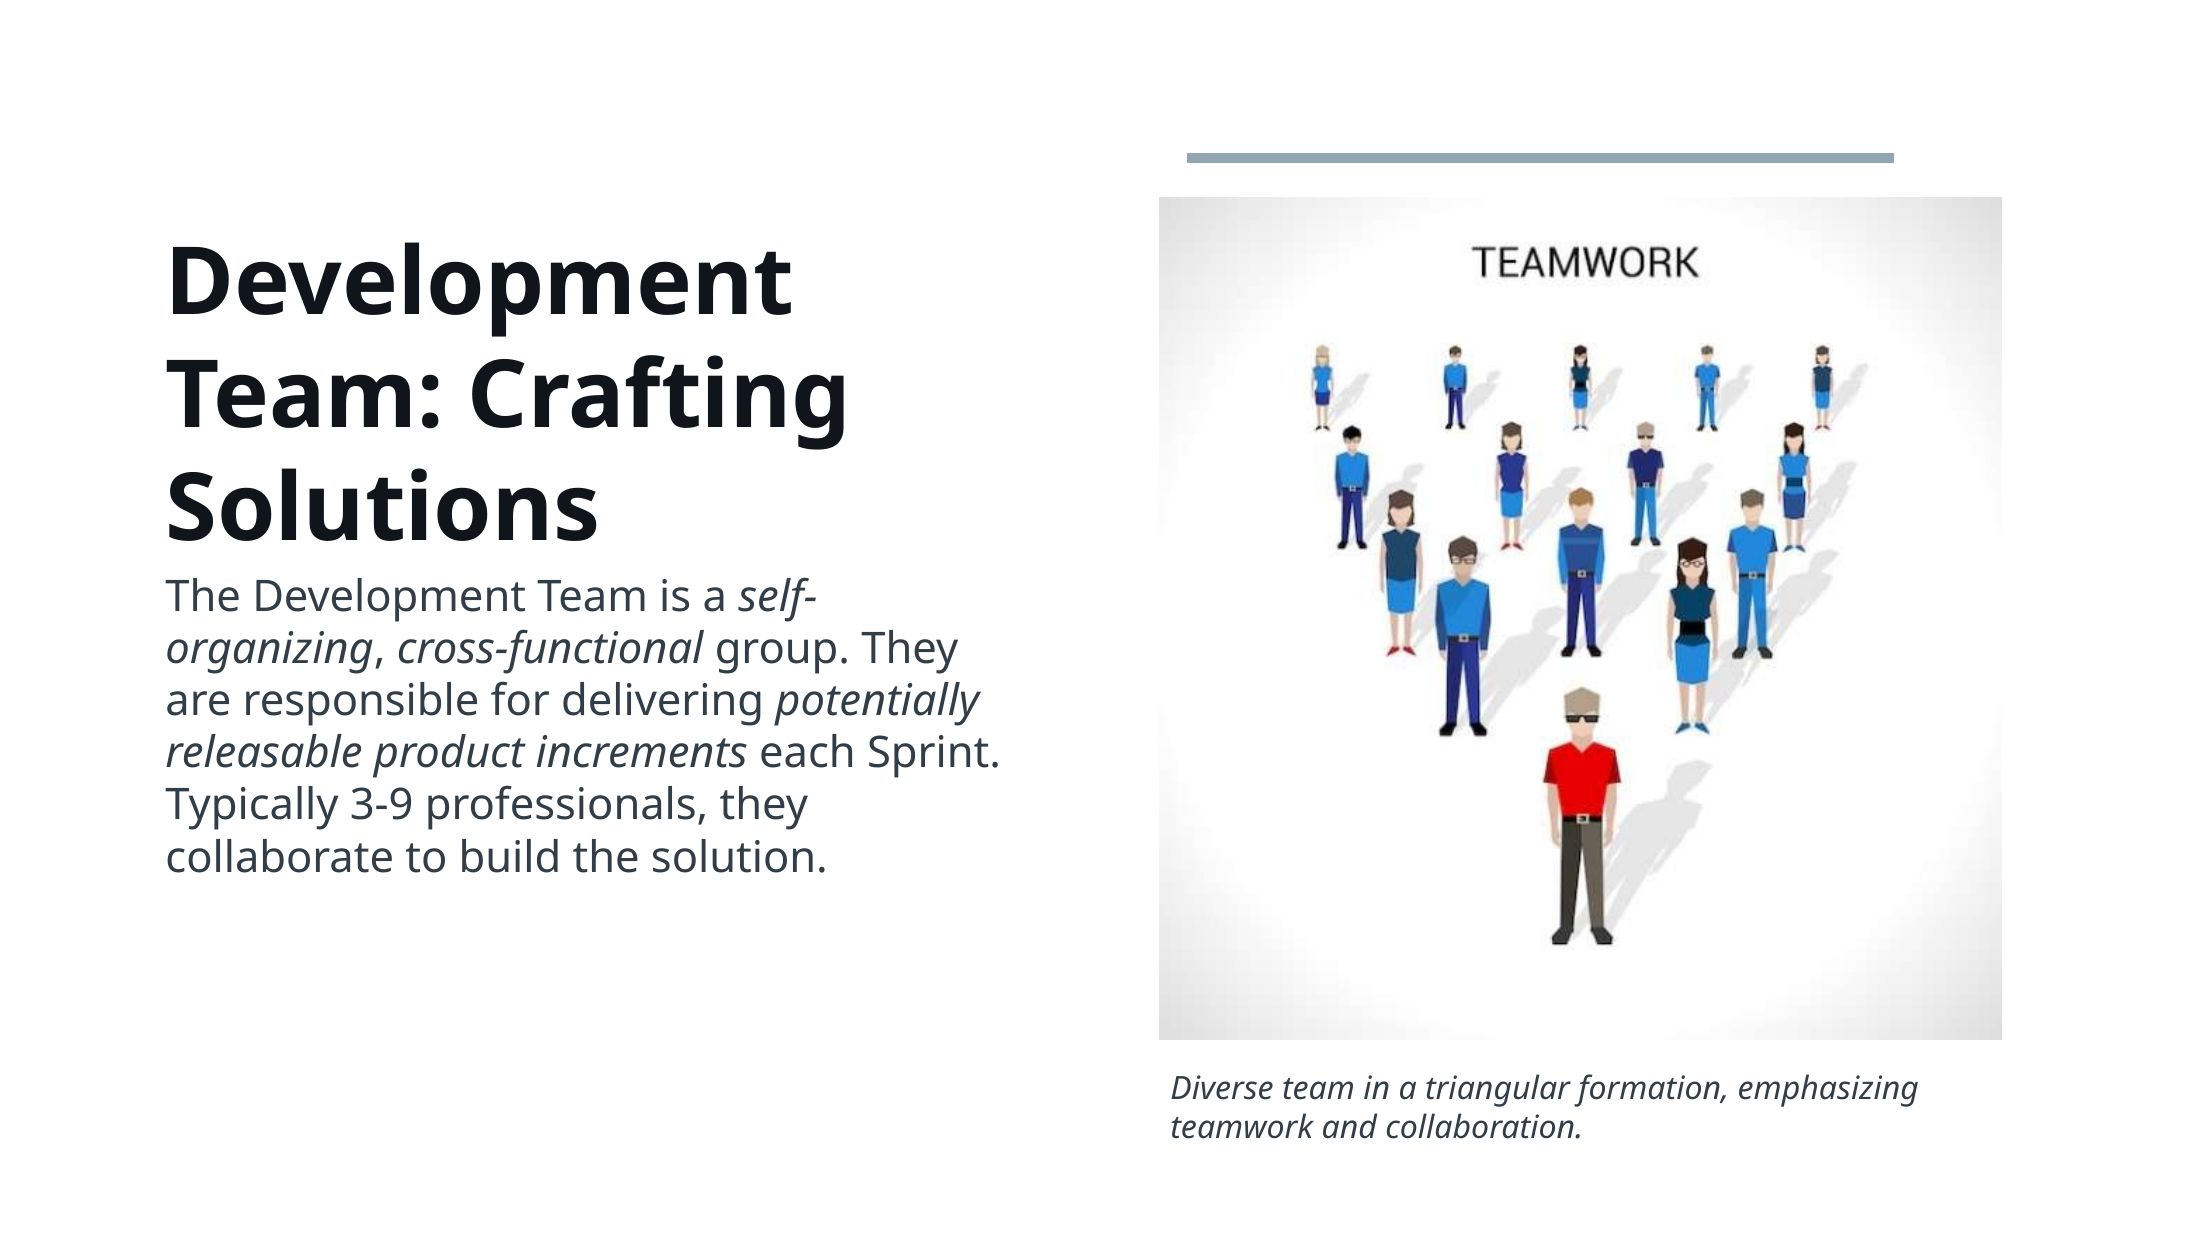 Development
Team: Crafting
Solutions
The Development Team is a self-
organizing, cross-functional group. They
are responsible for delivering potentially
releasable product increments each Sprint.
Typically 3-9 professionals, they
collaborate to build the solution.
TEAMWORK
Diverse team in a triangular formation, emphasizing
teamwork and collaboration.